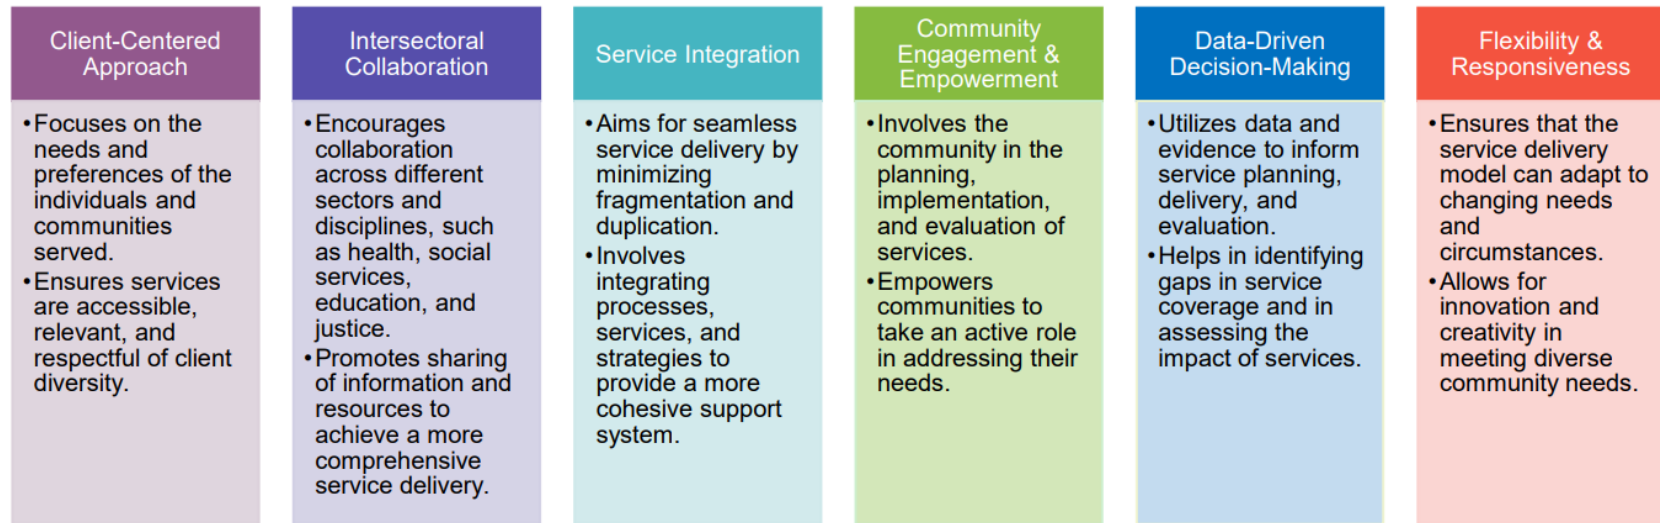 Client-Centered
Approach
•Focuses on the
needs and
preferences of the
individuals and
communities
served.
•Ensures services
are accessible,
relevant, and
respectful of client
diversity.
Intersectoral
Collaboration
•Encourages
collaboration
across different
sectors and
disciplines, such
as health, social
services,
education, and
justice.
•Promotes sharing
of information and
resources to
achieve a more
comprehensive
service delivery.
Service Integration
•Aims for seamless
service delivery by
minimizing
fragmentation and
duplication.
•Involves
integrating
processes,
services, and
strategies to
provide a more
cohesive support
system.
Community
Engagement &
Empowerment
•Involves the
community in the
planning,
implementation,
and evaluation of
services.
•Empowers
communities to
take an active role
in addressing their
needs.
Data-Driven
Decision-Making
•Utilizes data and
evidence to inform
service planning,
delivery, and
evaluation.
•Helps in identifying
gaps in service
coverage and in
assessing the
impact of services.
Flexibility &
Responsiveness
•Ensures that the
service delivery
model can adapt to
changing needs
and
circumstances.
•Allows for
innovation and
creativity in
meeting diverse
community needs.